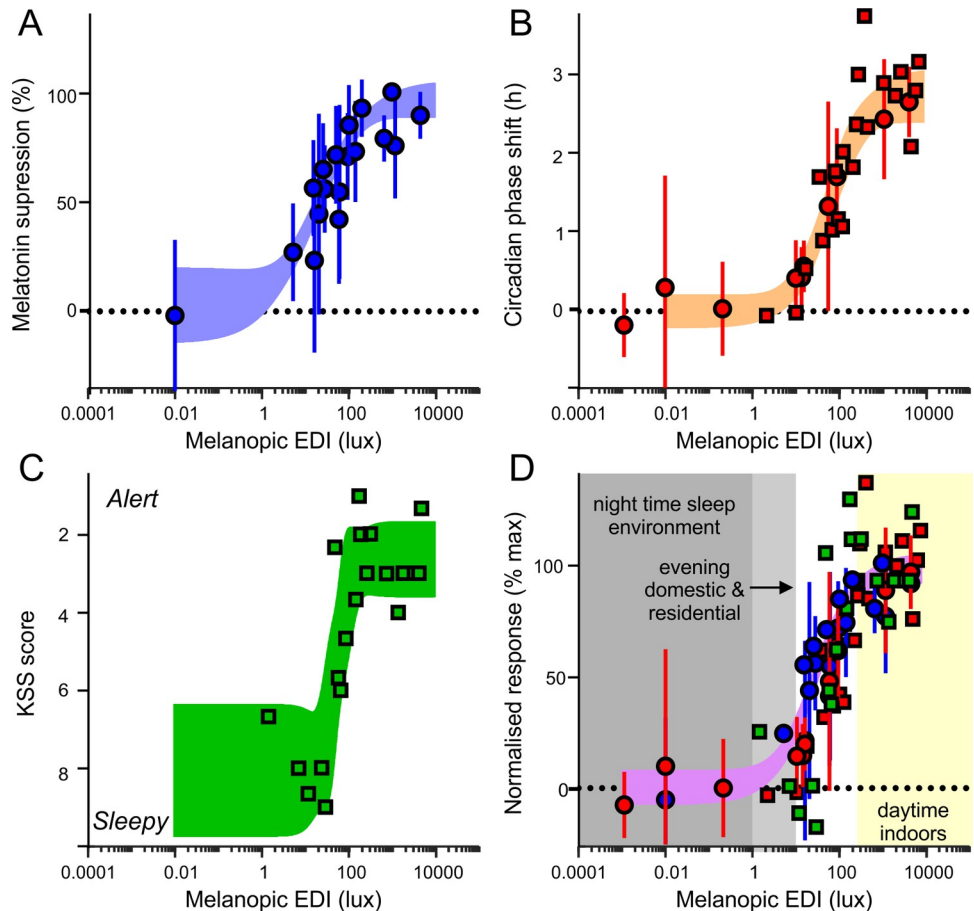 A
Melatonin supression (%)
100
50
0
0.0001
0.01
1
100
10000
Melanopic EDI (lux)
B
Circadian phase shift (h)
3
2
1
0
0.0001
0.01
1
100
10000
Melanopic EDI (lux)
C
Alert
KSS score
2
4
6
8
Sleepy
0.0001
0.01
1
100
10000
Melanopic EDI (lux)
D
Normalised response (% max)
100
50
0
night time sleep
environment
evening
domestic &
residential
daytime
indoors
0.0001
0.01
1
100
10000
Melanopic EDI (lux)